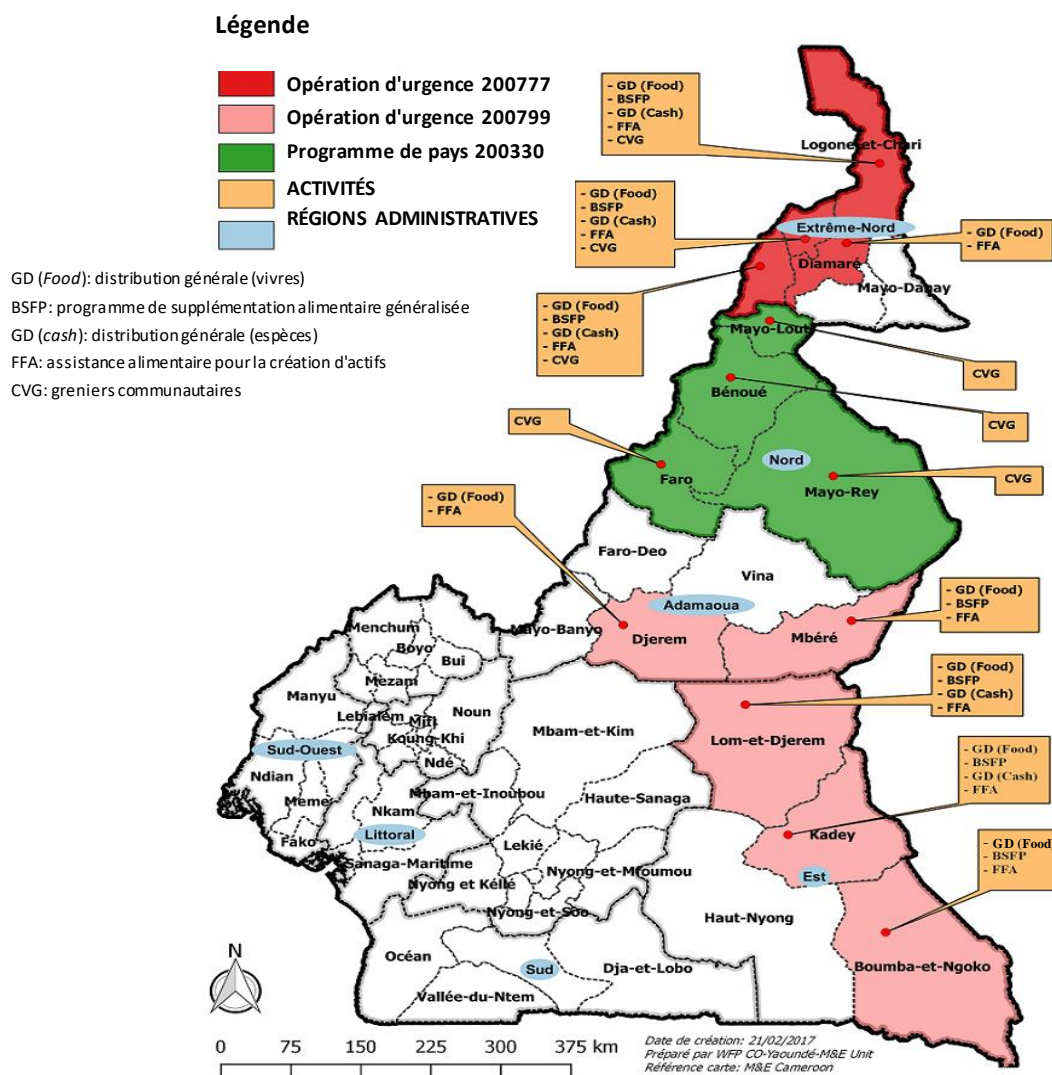 Légende
Opération d'urgence 200777
Opération d'urgence 200799
Programme de pays 200330
ACTIVITÉS
RÉGIONS ADMINISTRATIVES
GD (Food): distribution générale (vivres)
BSFP: programme de supplémentation alimentaire généralisée
GD (cash): distribution générale (espèces)
FFA: assistance alimentaire pour la création d'actifs
CVG: greniers communautaires
- GD (Food)
- BSFP
- GD (Cash)
- FFA
- CVG
Logone-et-Chari
- GD (Food)
- BSFP
- GD (Cash)
- FFA
- CVG
Extrême-Nord
- GD (Food)
- FFA
Diamaré
Mayo-Danay
- GD (Food)
- BSFP
- GD (Cash)
- FFA
- CVG
Mayo-Louti
CVG
Bénoué
CVG
CVG
Nord
Faro
Mayo-Rey
CVG
- GD (Food)
- FFA
Faro-Deo
Vina
Adamaoua
- GD (Food)
- BSFP
- FFA
Mayo-Banyo
Djerem
Mbéré
Menchum
Boyo
Bui
Mezam
Manyu
Noun
Lebialém
Mifi
Koung-Khi
Ndé
Sud-Ouest
Mbam-et-Kim
Lom-et-Djerem
- GD (Food)
- BSFP
- GD (Cash)
- FFA
Ndian
Meme
Mbam-et-Inoubou
Haute-Sanaga
Nkam
Fako
Littoral
Lekié
Kadey
- GD (Food)
- BSFP
- GD (Cash)
- FFA
Sanaga-Maritime
Nyong et Kéllé
Nyong-et-Mfoumou
Est
- GD (Food)
- BSFP
- FFA
Nyong-et-Soo
Haut-Nyong
Océan
Sud
Dja-et-Lobo
Boumba-et-Ngoko
Vallée-du-Ntem
N
0 75 150 225 300 375 km
Date de création: 21/02/2017
Préparé par WFP CO-Yaoundé-M&E Unit
Référence carte: M&E Cameroon